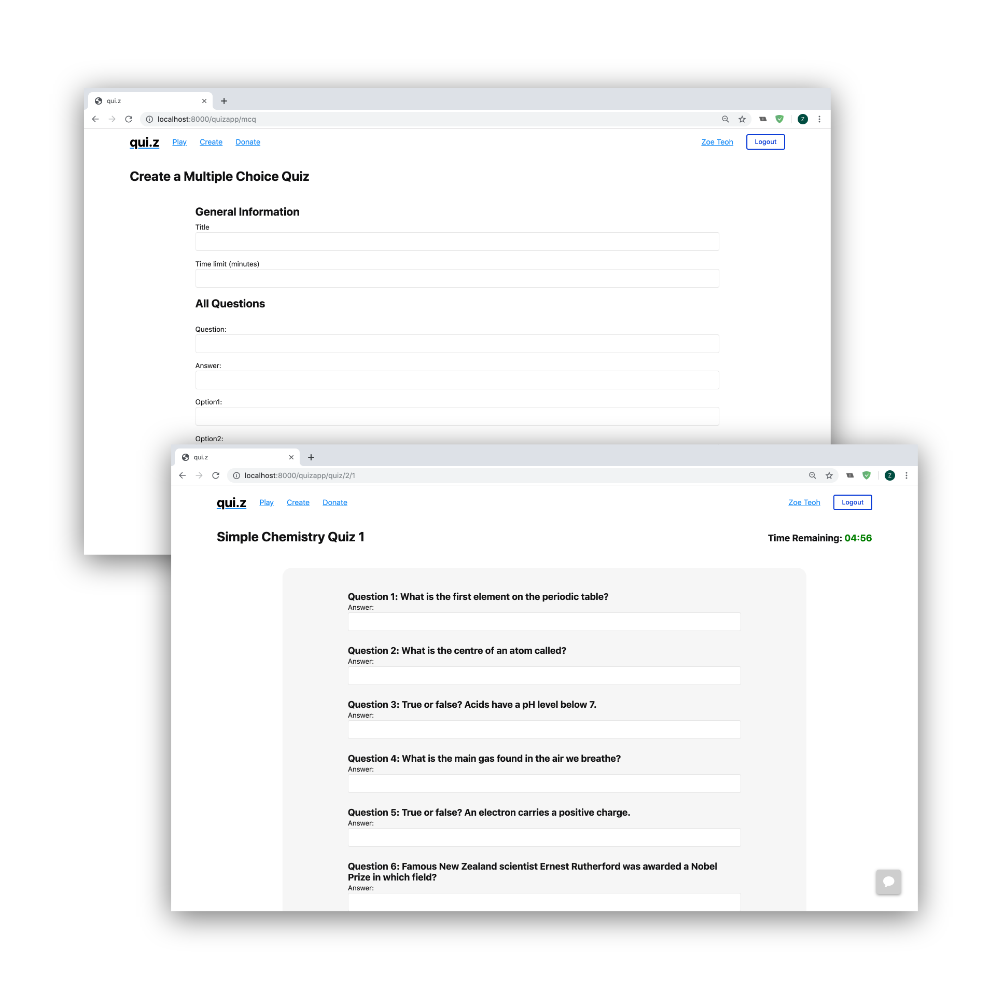 qui.z
localhost:8000/quizapp/mcq
Z
qui.z Play Create Donate Zoe Teoh Logout
Create a Multiple Choice Quiz
General Information
Title
Time limit (minutes)
All Questions
Question:
Answer:
Option1:
Option2:
qui.z
localhost:8000/quizapp/quiz/2/1
Z
qui.z Play Create Donate Zoe Teoh Logout
Simple Chemistry Quiz 1 Time Remaining: 04:56
Question 1: What is the first element on the periodic table?
Answer:
Question 2: What is the centre of an atom called?
Answer:
Question 3: True or false? Acids have a pH level below 7.
Answer:
Question 4: What is the main gas found in the air we breathe?
Answer:
Question 5: True or false? An electron carries a positive charge.
Answer:
Question 6: Famous New Zealand scientist Ernest Rutherford was awarded a Nobel
Prize in which field?
Answer: